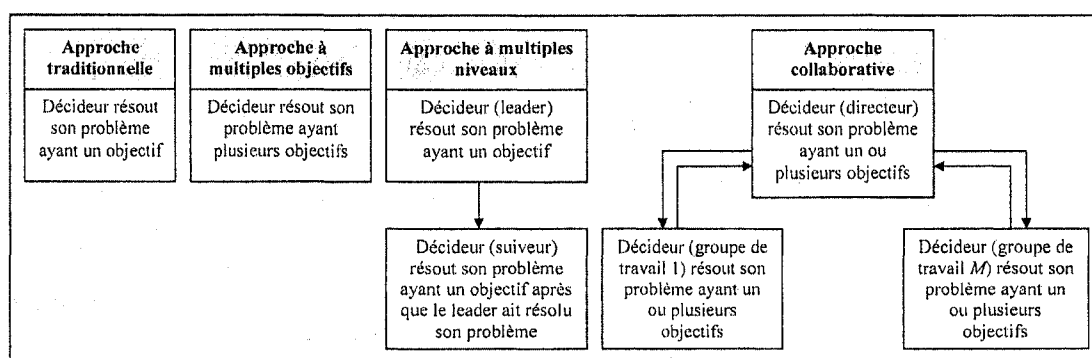 Approche
traditionnelle
Décideur résout
son problème
ayant un objectif
Approche à
multiples objectifs
Décideur résout son
problème ayant
plusieurs objectifs
Approche à multiples
niveaux
Décideur (leader)
résout son problème
ayant un objectif
Décideur (suiveur)
résout son problème
ayant un objectif après
que le leader ait résolu
son problème
Approche
collaborative
Décideur (directeur)
résout son problème
ayant un ou
plusieurs objectifs
Décideur (groupe de
travail 1) résout son
problème ayant un
ou plusieurs
objectifs
Décideur (groupe de
travail M) résout son
problème ayant un
ou plusieurs
objectifs